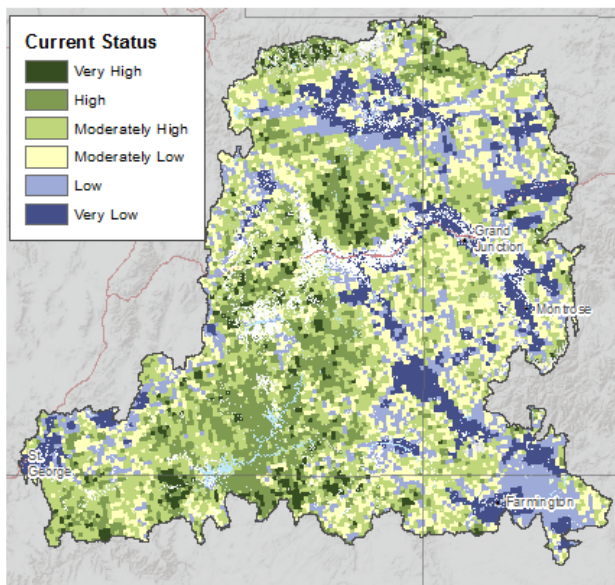 Current Status
Very High
High
Moderately High
Moderately Low
Low
Very Low
Grand
Junction
Montrose
St.
George
Farmington